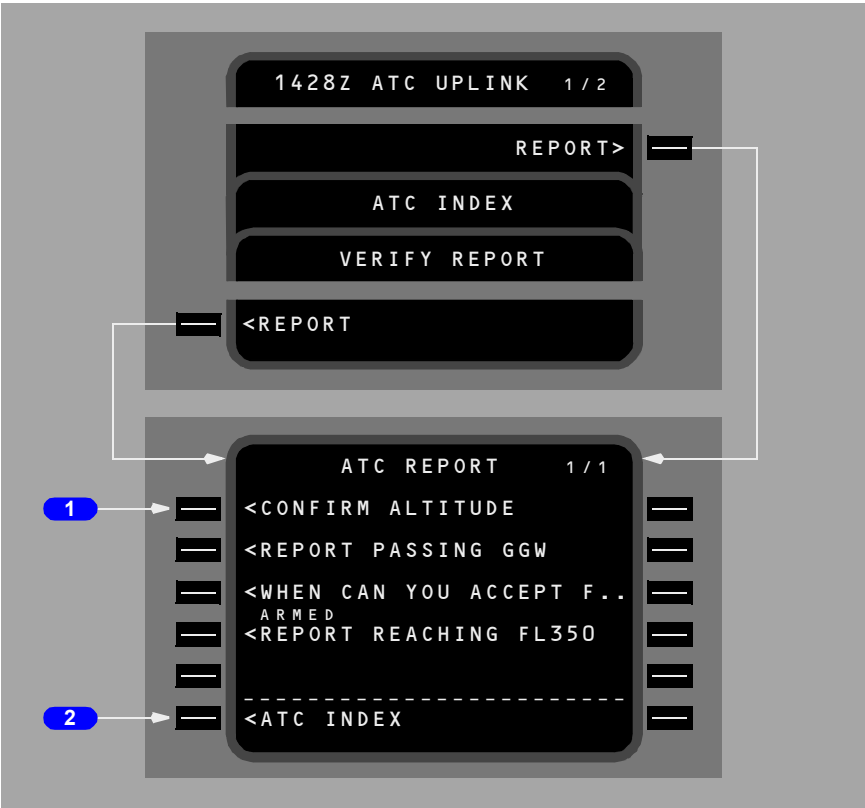 1428Z ATC UPLINK 1/2
REPORT>
ATC INDEX
VERIFY REPORT
<REPORT
ATC REPORT 1/1
1
<CONFIRM ALTITUDE
<REPORT PASSING GGW
<WHEN CAN YOU ACCEPT F..
ARMED
<REPORT REACHING FL350
------------------------
2
<ATC INDEX